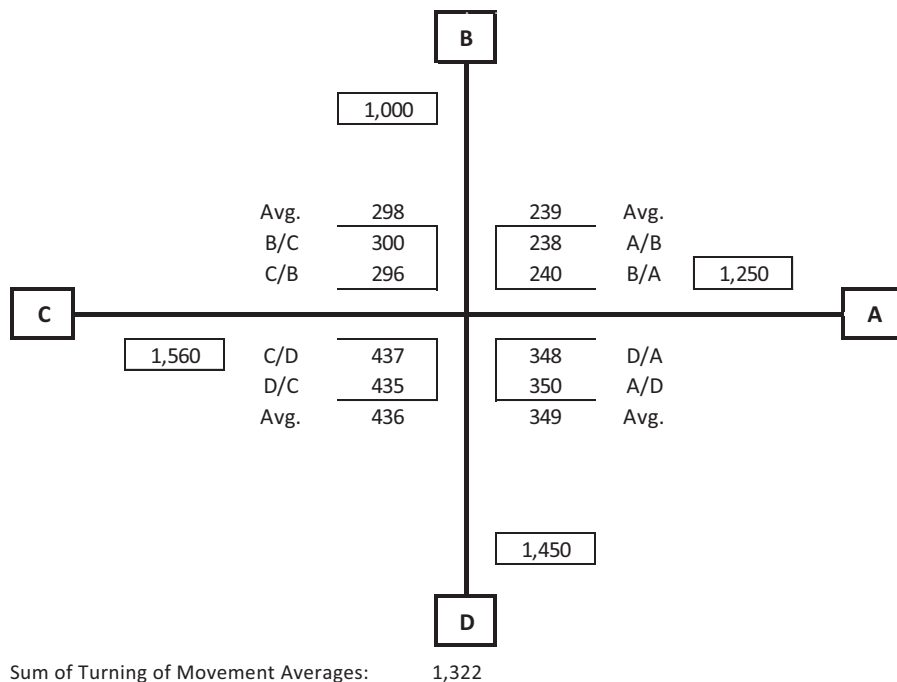 B
1,000
Avg. 298 239 Avg.
B/C 300 238 A/B
C/B 296 240 B/A 1,250
C A
1,560 C/D 437 348 D/A
D/C 435 350 A/D
Avg. 436 349 Avg.
1,450
D
Sum of Turning of Movement Averages: 1,322